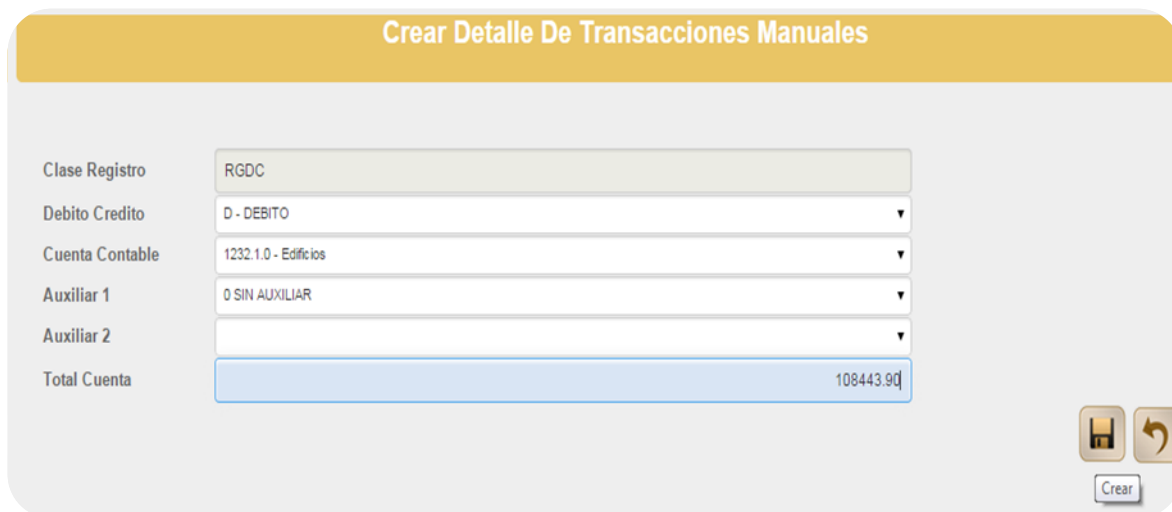 Crear Detalle De Transacciones Manuales
Clase Registro RGDC
Debito Credito D - DEBITO
Cuenta Contable 1232.1.0 - Edificios
Auxiliar 1 0 SIN AUXILIAR
Auxiliar 2
Total Cuenta 108443.90
Crear